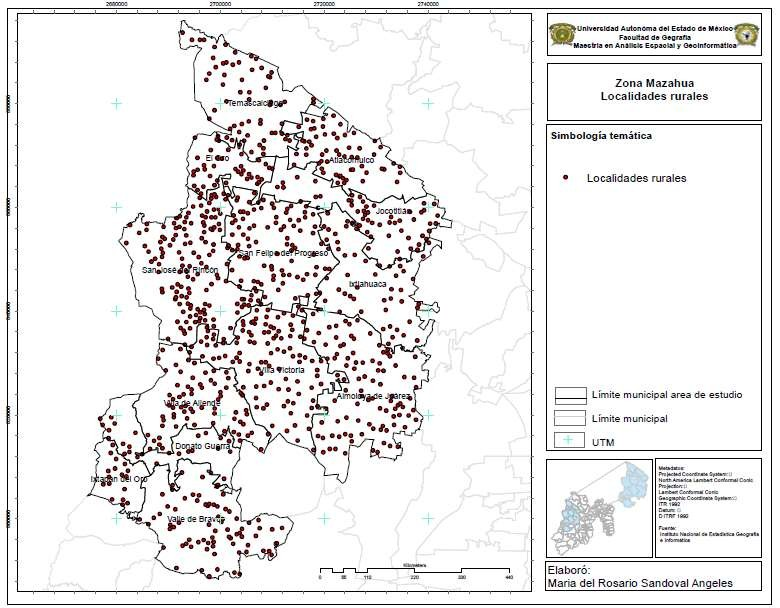 2680000 2700000 2720000 2740000
Universidad Autonóma del Estado de México
Facultad de Gegrafia
Maestria en Análisis Espacial y Geoinformática
Zona Mazahua
Localidades rurales
Simbología temática
Localidades rurales
Temascalcingo
El Oro
Atlacomulco
Jocotitlán
San Felipe del Progreso
San José del Rincón
Ixtlahuaca
Villa Victoria
Villa de Allende
Almoloya de Juárez
Donato Guerra
Ixtapan del Oro
Valle de Bravo
Límite municipal area de estudio
Límite municipal
UTM
Kilometers
0 55 110 220 330 440
Metadatos:
Projected Coordinate System:
North America Lambert Conformal Conic
Projection:
Lambert Conformal Conic
Geographic Coordinate System:
ITR 1992
Datum:
D ITRF 1992
Fuente:
Instituto Nacional de Estadistica Geografia
e Informática
Elaboró:
Maria del Rosario Sandoval Angeles